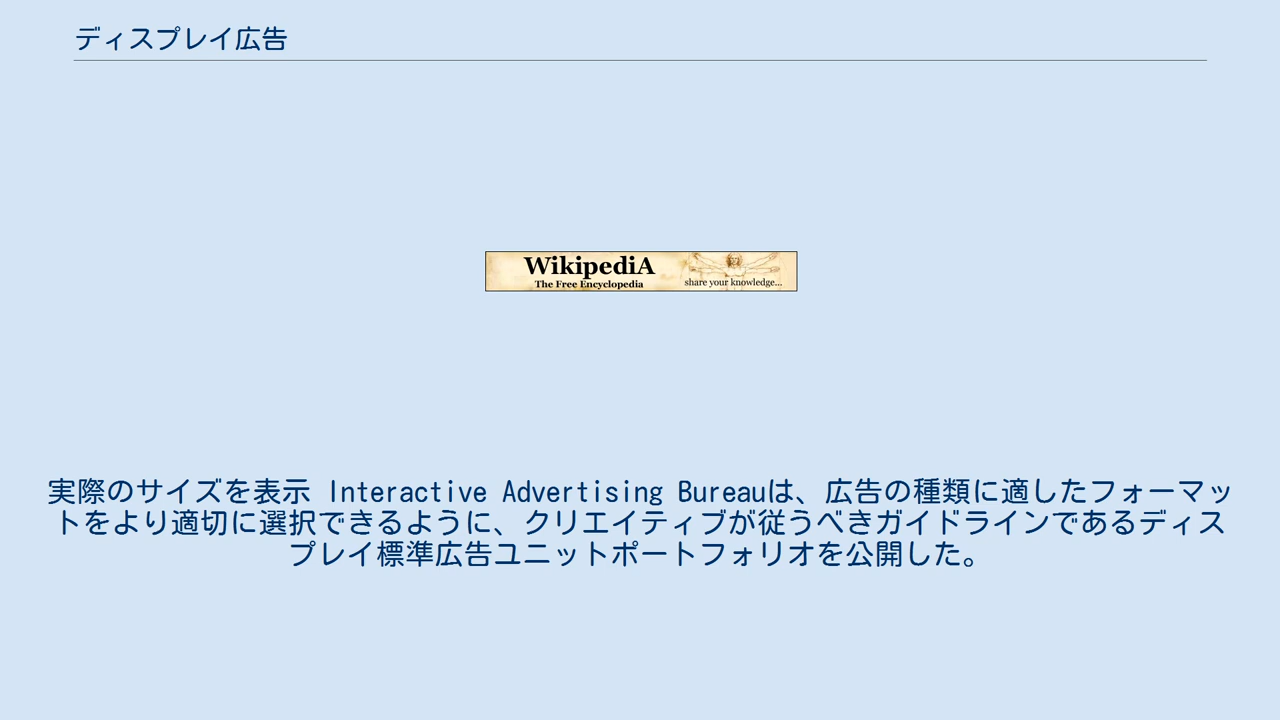 ディスプレイ広告
WikipediA
The Free Encyclopedia
share your knowledge...
実際のサイズを表示 Interactive Advertising Bureauは、広告の種類に適したフォーマッ
トをより適切に選択できるように、クリエイティブが従うべきガイドラインであるディス
プレイ標準広告ユニットポートフォリオを公開した。